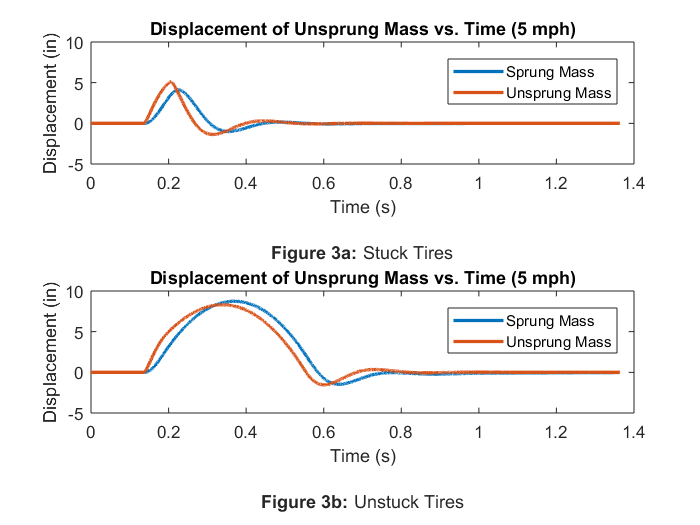 Displacement of Unsprung Mass vs. Time (5 mph)
Displacement (in)
10
5
0
-5
Sprung Mass
Unsprung Mass
0 0.2 0.4 0.6 0.8 1 1.2 1.4
Time (s)
Figure 3a: Stuck Tires
Displacement of Unsprung Mass vs. Time (5 mph)
Displacement (in)
10
5
0
-5
Sprung Mass
Unsprung Mass
0 0.2 0.4 0.6 0.8 1 1.2 1.4
Time (s)
Figure 3b: Unstuck Tires